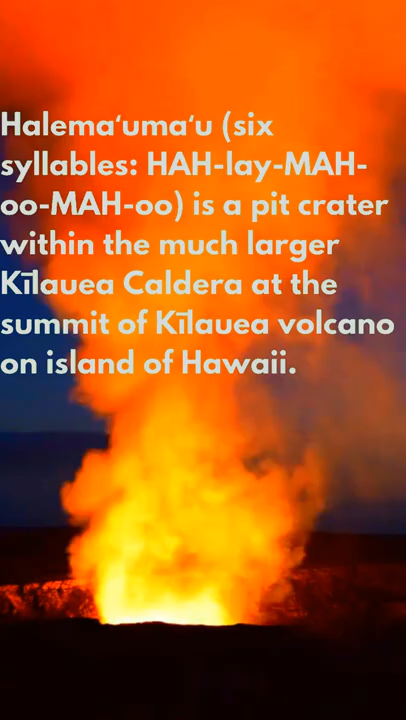 Halemaʻumaʻu (six
syllables: HAH-lay-MAH-
oo-MAH-oo) is a pit crater
within the much larger
Kīlauea Caldera at the
summit of Kīlauea volcano
on island of Hawaii.